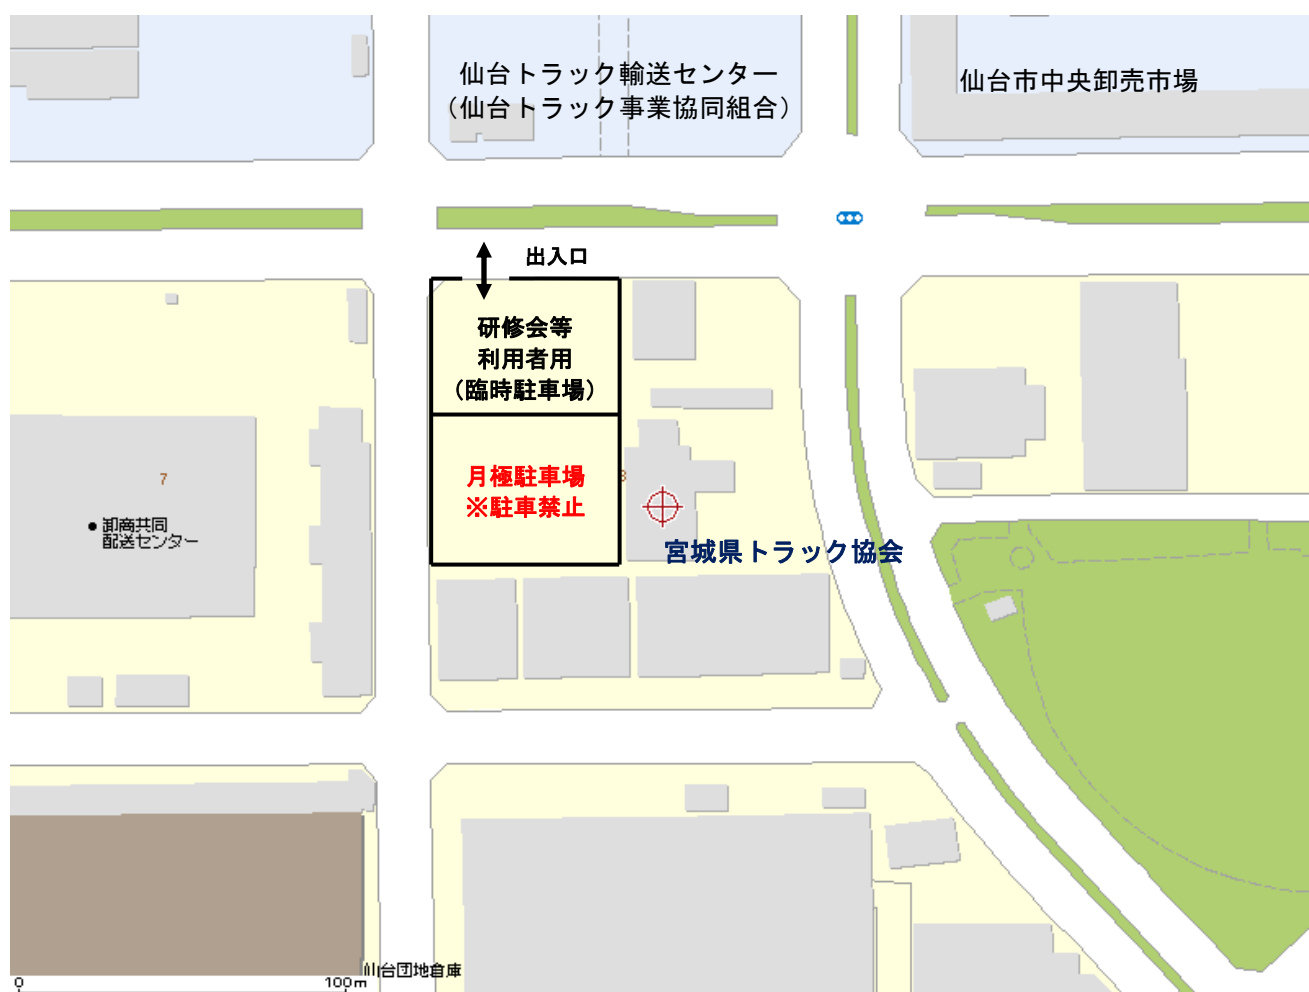 仙台トラック輸送センター
（仙台トラック事業協同組合）
仙台市中央卸売市場
出入口
研修会等
利用者用
（臨時駐車場）
月極駐車場
※駐車禁止
7
卸商共同
配送センター
宮城県トラック協会
仙台団地倉庫
0
100m